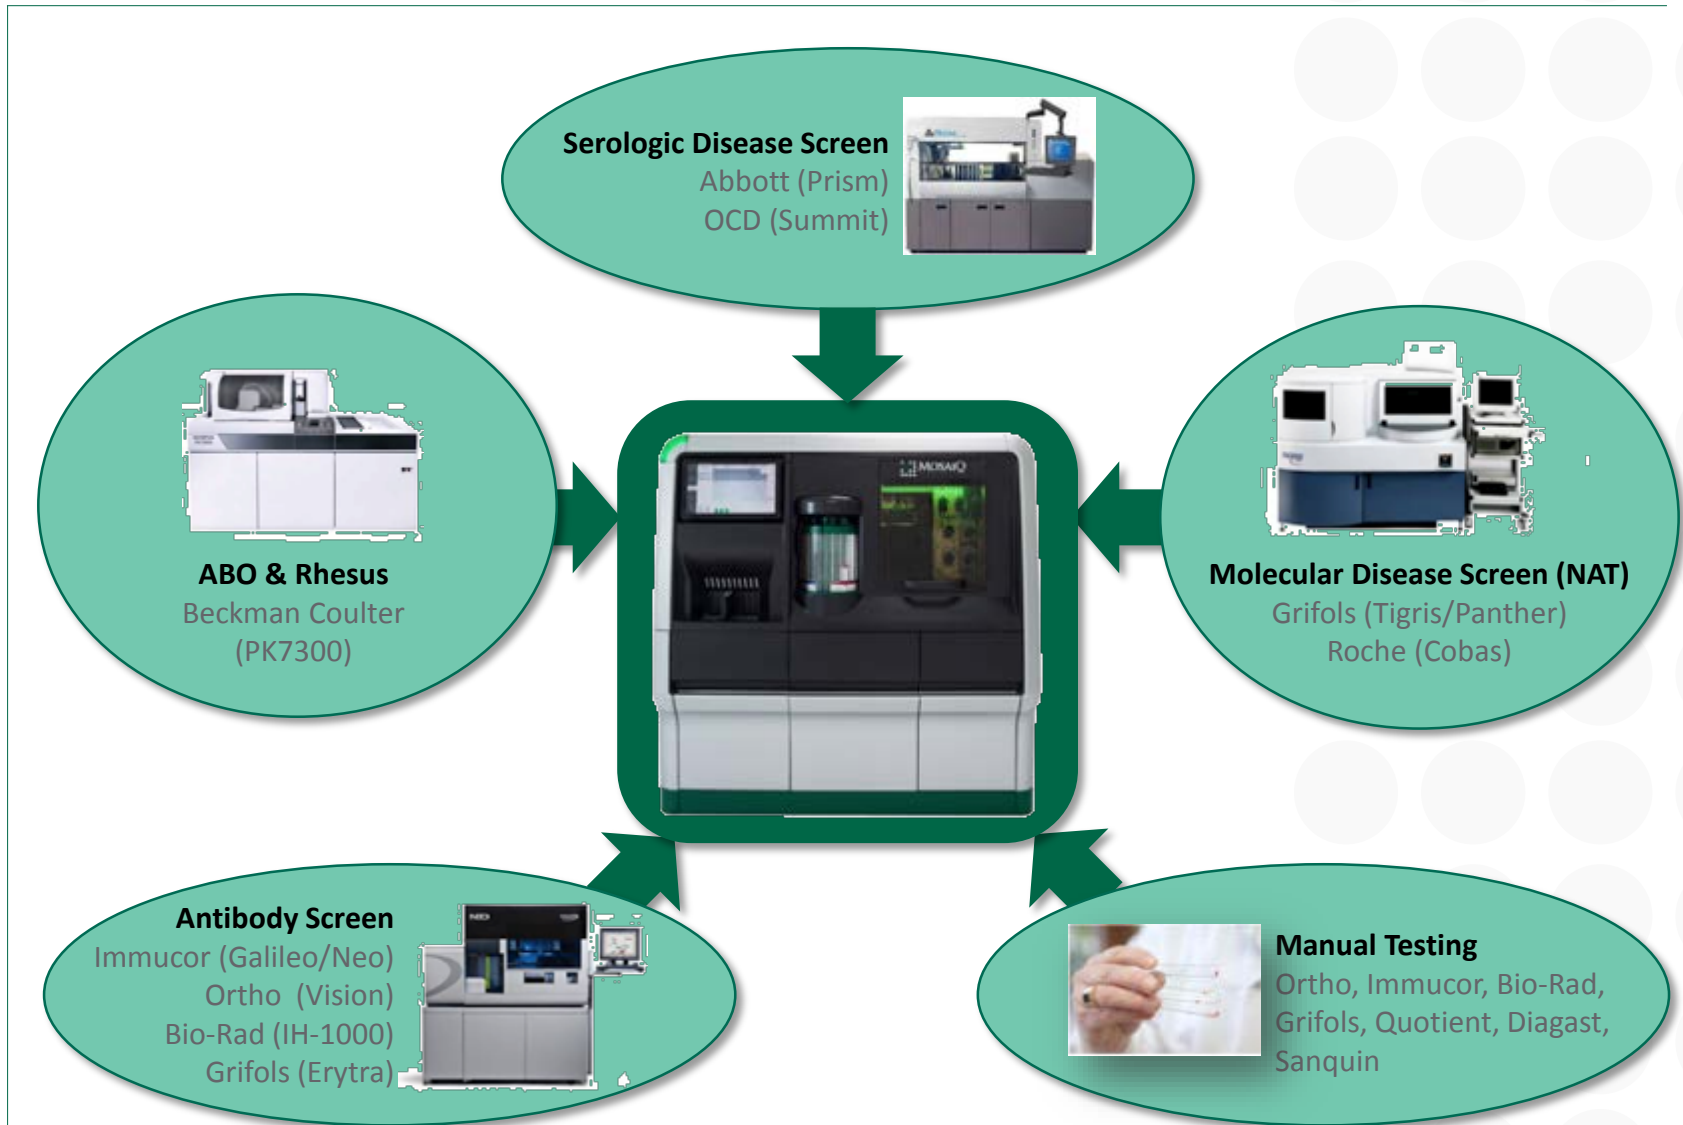 Serologic Disease Screen
Abbott (Prism)
OCD (Summit)
ABO & Rhesus
Beckman Coulter
(PK7300)
MOSAIQ
Molecular Disease Screen (NAT)
Grifols (Tigris/Panther)
Roche (Cobas)
Antibody Screen
Immucor (Galileo/Neo)
Ortho (Vision)
Bio-Rad (IH-1000)
Grifols (Erytra)
NEO
Manual Testing
Ortho, Immucor, Bio-Rad,
Grifols, Quotient, Diagast,
Sanquin